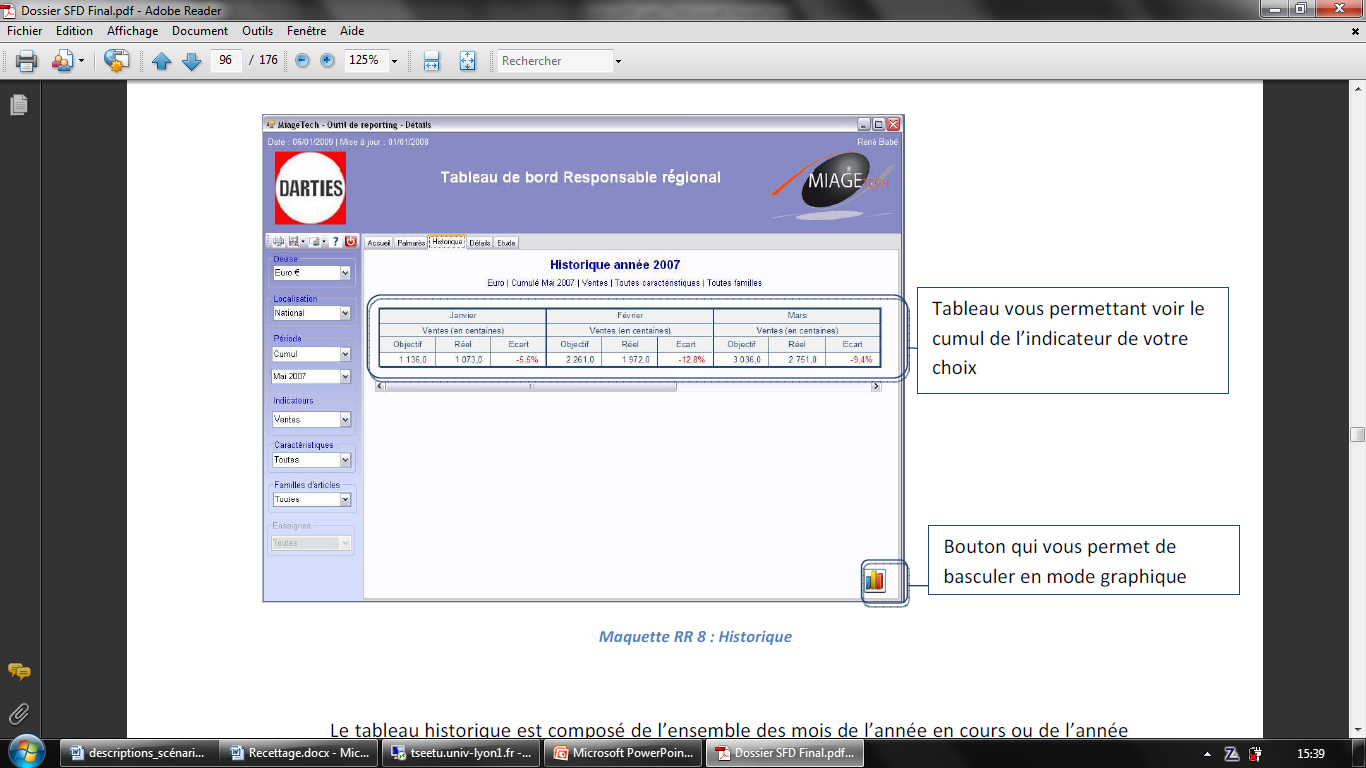 Dossier SFD Final.pdf - Adobe Reader
Fichier Edition Affichage Document Outils Fenêtre Aide
96 / 176 125% Rechercher
MiageTech - Outil de reporting - Détails
Date : 06/01/2009 | Mise à jour : 01/01/2008 René Babé
DARTIES
Tableau de bord Responsable régional
MIAGEtech
Accueil Palmarès Historique Détails Etude
Devise
Euro €
Localisation
National
Période
Cumul
Mai 2007
Indicateurs
Ventes
Caractéristiques
Toutes
Familles d'articles
Toutes
Enseignes
Toutes
Historique année 2007
Euro | Cumulé Mai 2007 | Ventes | Toutes caractéristiques | Toutes familles
Janvier Février Mars
Ventes (en centaines) Ventes (en centaines) Ventes (en centaines)
Objectif Réel Ecart Objectif Réel Ecart Objectif Réel Ecart
1 136,0 1 073,0 -5,5% 2 261,0 1 972,0 -12,8% 3 036,0 2 751,0 -9,4%
Tableau vous permettant voir le
cumul de l'indicateur de votre
choix
Bouton qui vous permet de
basculer en mode graphique
Maquette RR 8 : Historique
Le tableau historique est composé de l'ensemble des mois de l'année en cours ou de l'année
descriptions_scénari... Recettage.docx - Mic... tseetu.univ-lyon1.fr -... Microsoft PowerPoin... Dossier SFD Final.pdf... 15:39